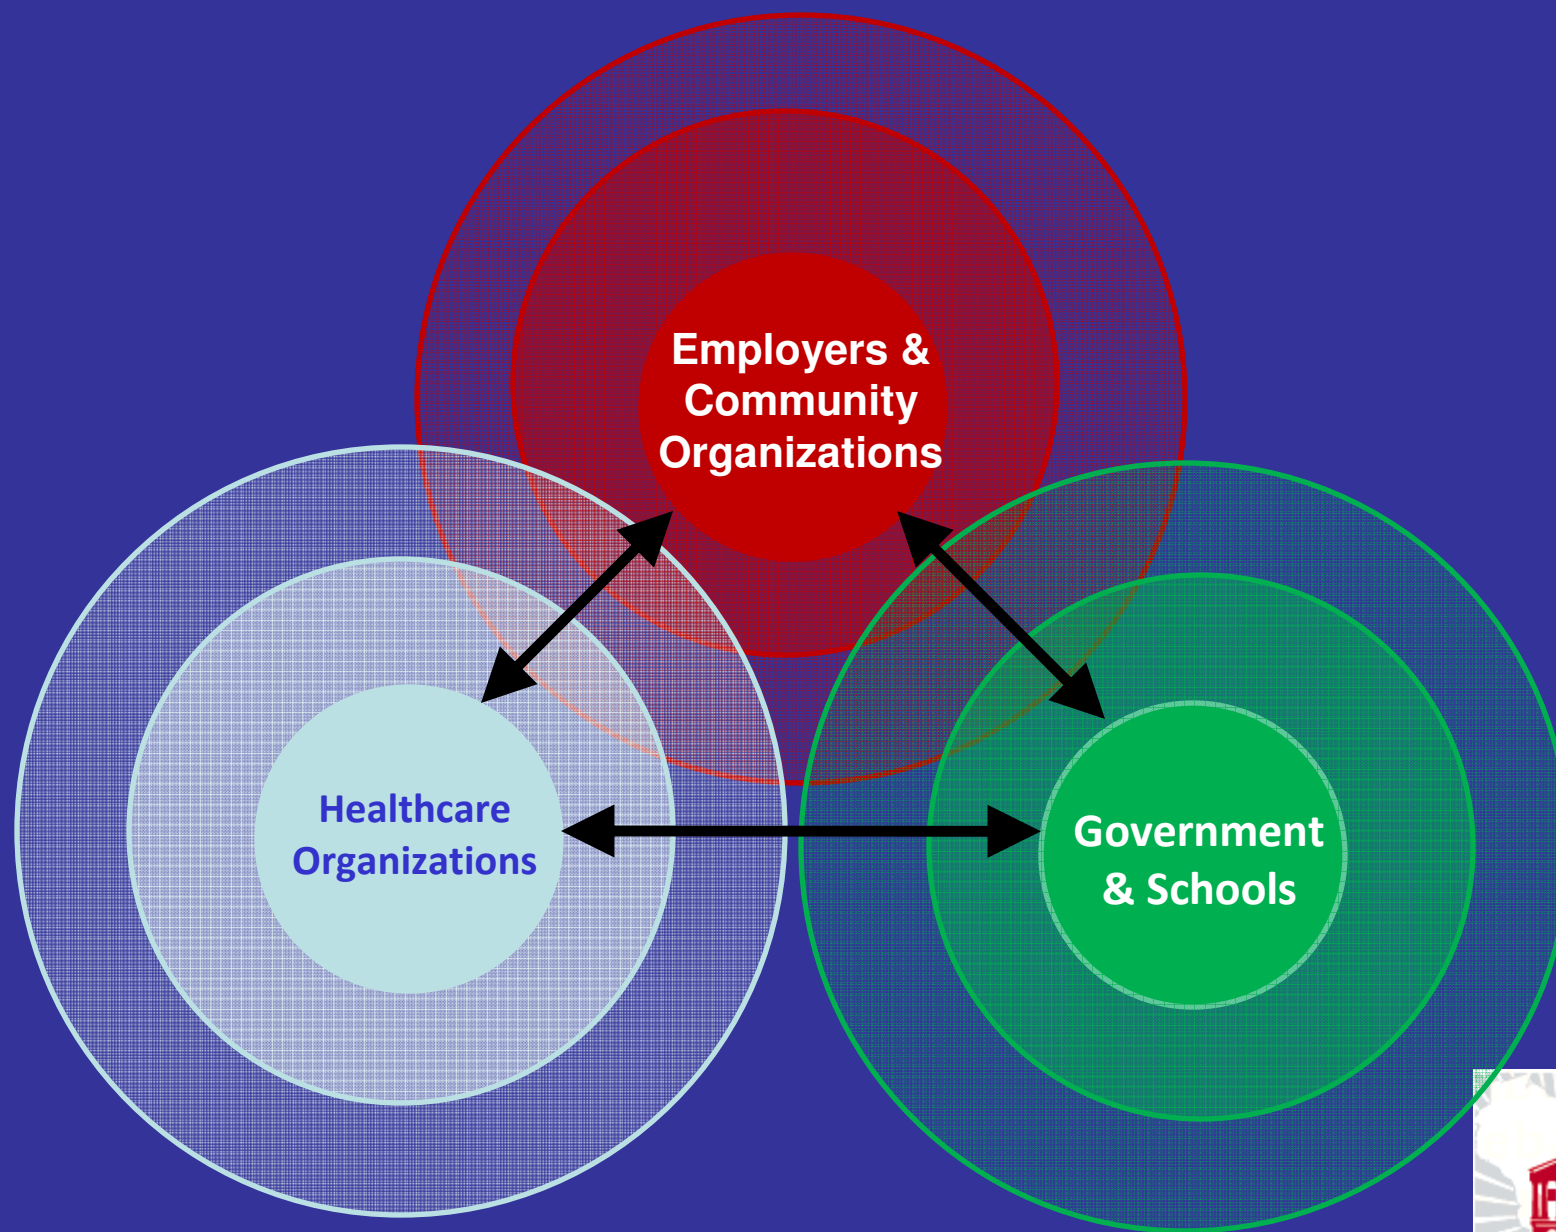 Employers &
Community
Organizations
Healthcare
Organizations
Government
& Schools